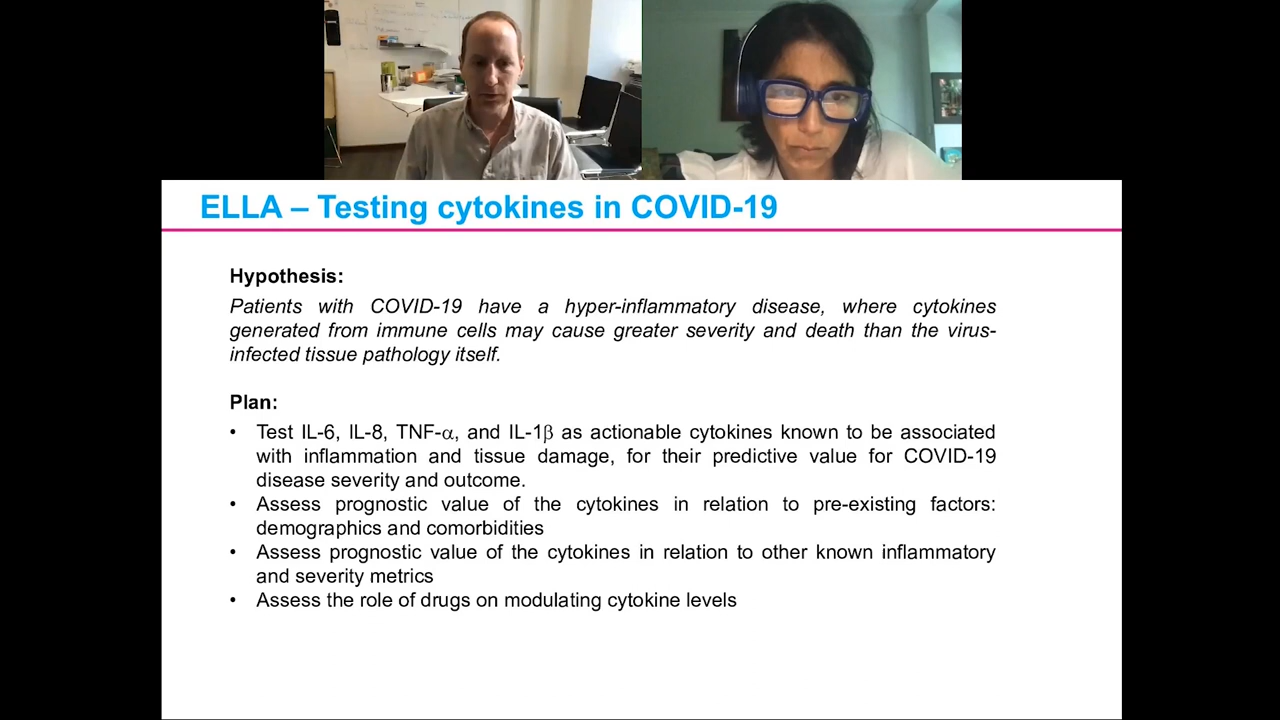 ELLA – Testing cytokines in COVID-19
Hypothesis:
Patients with COVID-19 have a hyper-inflammatory disease, where cytokines
generated from immune cells may cause greater severity and death than the virus-
infected tissue pathology itself.
Plan:
• Test IL-6, IL-8, TNF-α, and IL-1β as actionable cytokines known to be associated
with inflammation and tissue damage, for their predictive value for COVID-19
disease severity and outcome.
• Assess prognostic value of the cytokines in relation to pre-existing factors:
demographics and comorbidities
• Assess prognostic value of the cytokines in relation to other known inflammatory
and severity metrics
• Assess the role of drugs on modulating cytokine levels